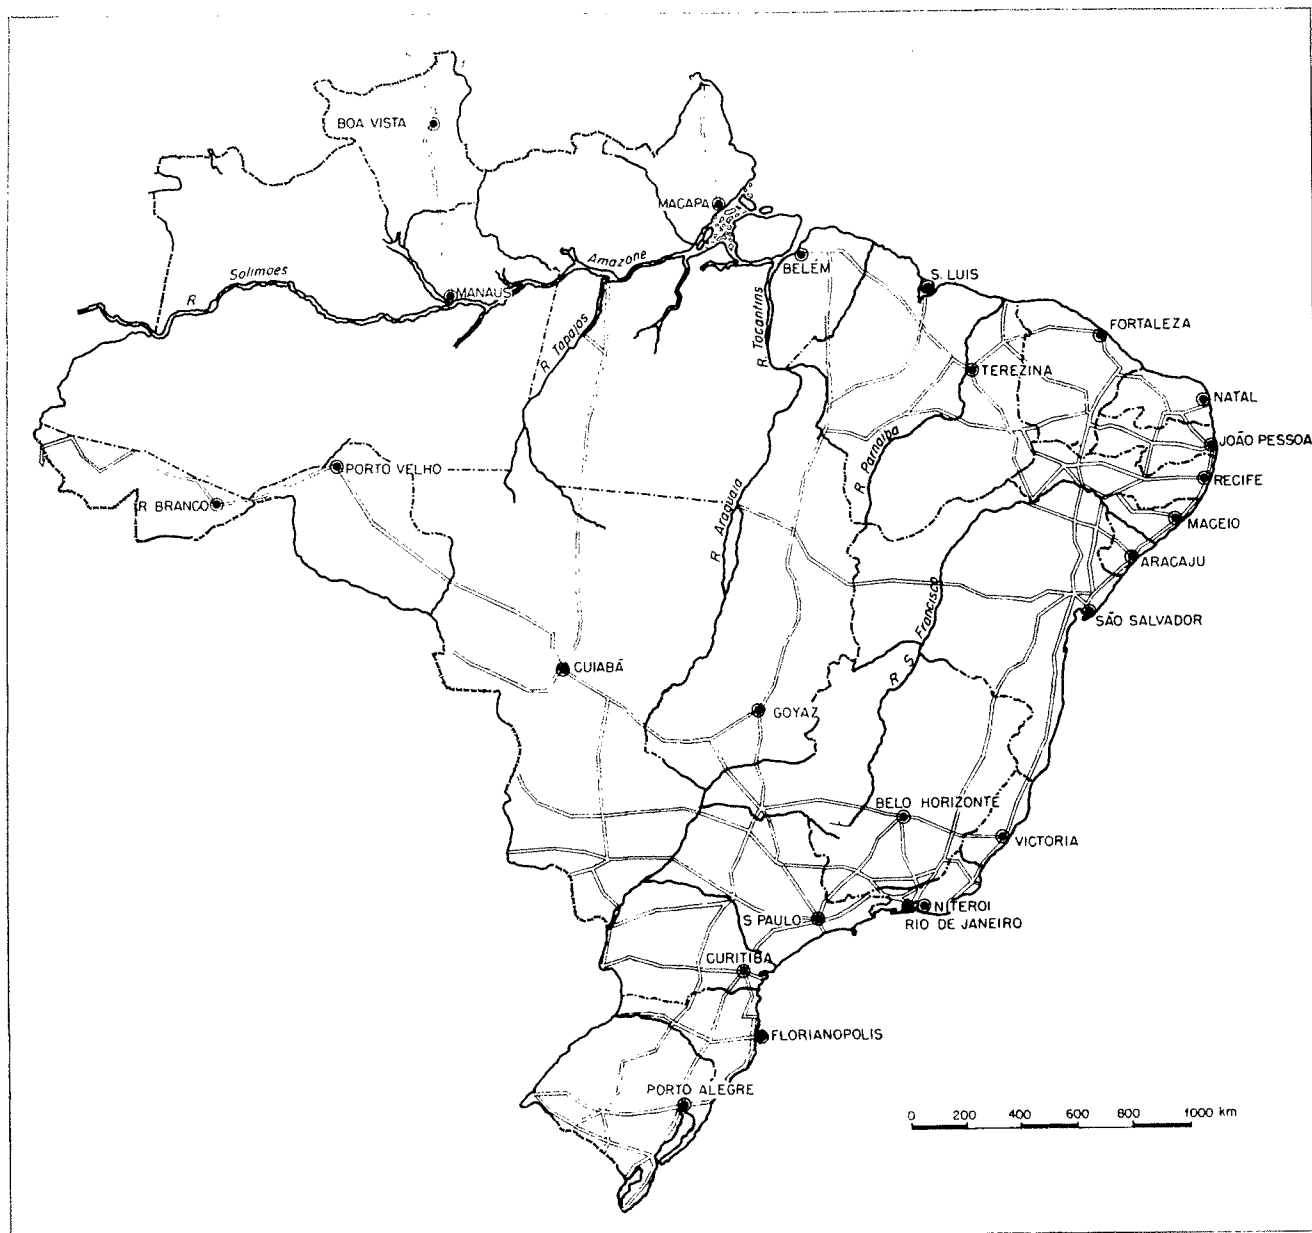 BOA VISTA
MACAPA
Amazone
Solimoes
R
BELÉM
S. LUIS
MANAUS
R Tapajos
R Tocantins
FORTALEZA
TEREZINA
NATAL
JOÃO PESSOA
R Parnaiba
PORTO VELHO
RECIFE
R BRANCO
R Araguaia
MACEIO
ARACAJU
R S Francisco
SÃO SALVADOR
CUIABÁ
GOYAZ
BELO HORIZONTE
VICTORIA
NITEROI
S PAULO
RIO DE JANEIRO
CURITIBA
FLORIANOPOLIS
PORTO ALEGRE
0 200 400 600 800 1000 km